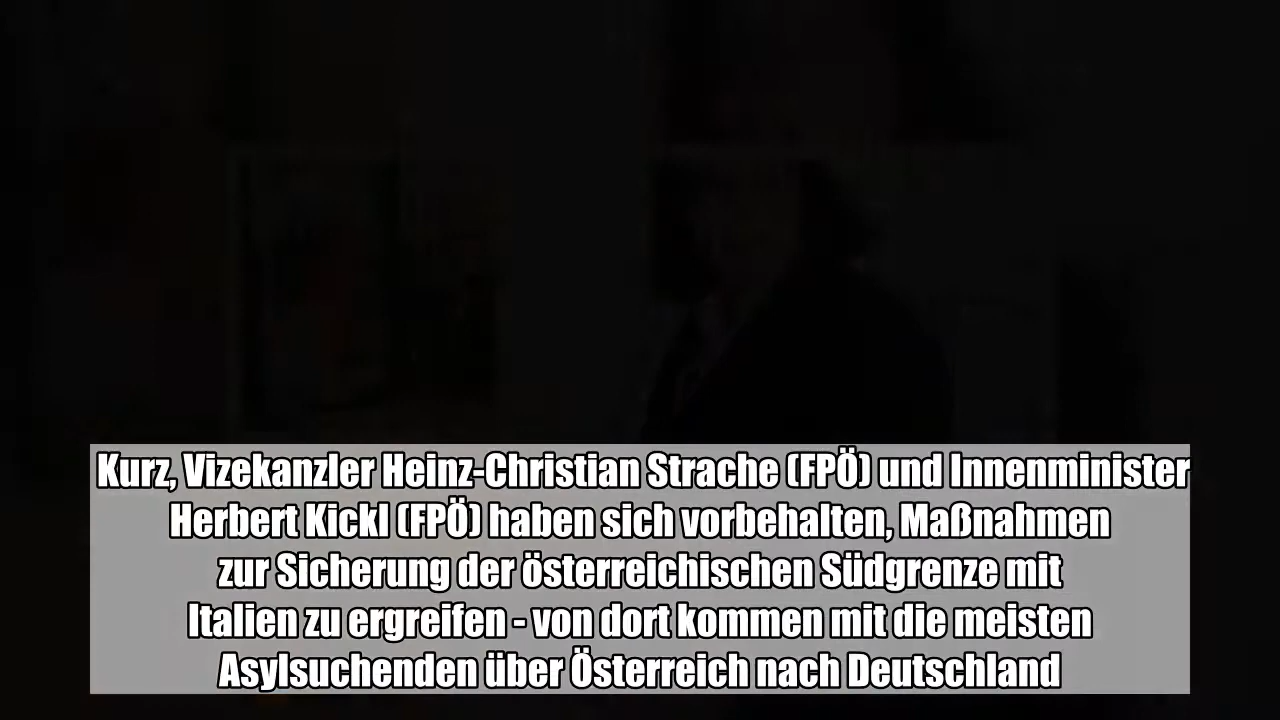 Kurz, Vizekanzler Heinz-Christian Strache (FPÖ) und Innenminister
Herbert Kickl (FPÖ) haben sich vorbehalten, Maßnahmen
zur Sicherung der österreichischen Südgrenze mit
Italien zu ergreifen - von dort kommen mit die meisten
Asylsuchenden über Österreich nach Deutschland